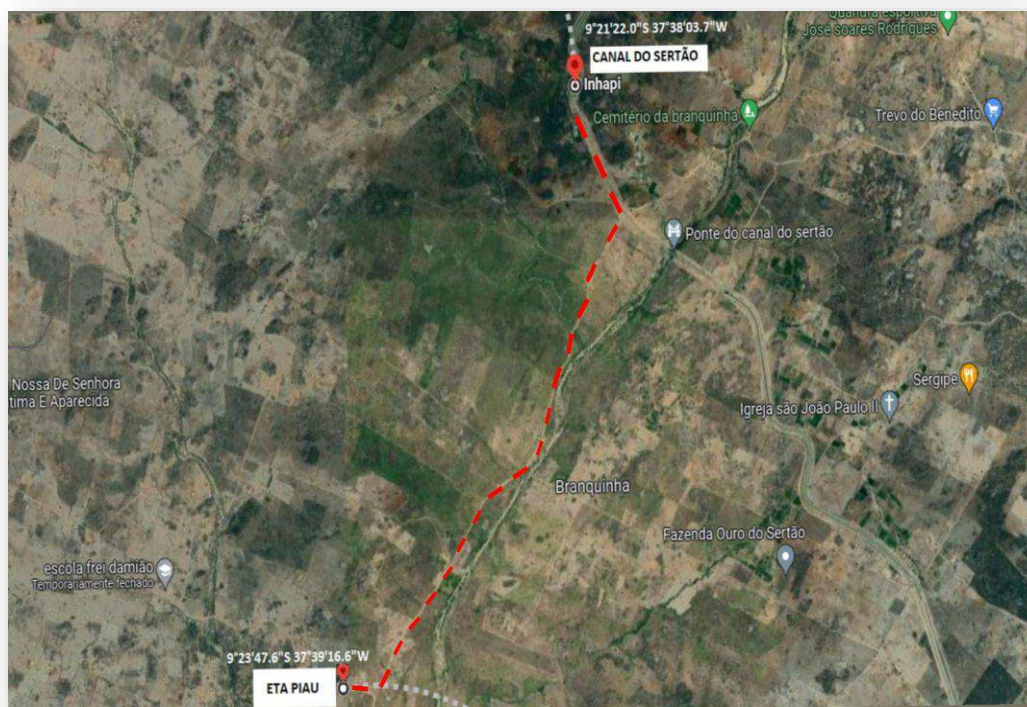 Quadra esportiva
José soares Rodrigues
9°21'22.0"S 37°38'03.7"W
CANAL DO SERTÃO
Inhapi
Cemitério da branquinha
Trevo do Benedito
Ponte do canal do sertão
Nossa De Senhora
tima E Aparecida
Sergipe
Igreja são João Paulo II
Branquinha
Fazenda Ouro do Sertão
escola frei damião
Temporariamente fechado
9°23'47.6"S 37°39'16.6"W
ETA PIAU